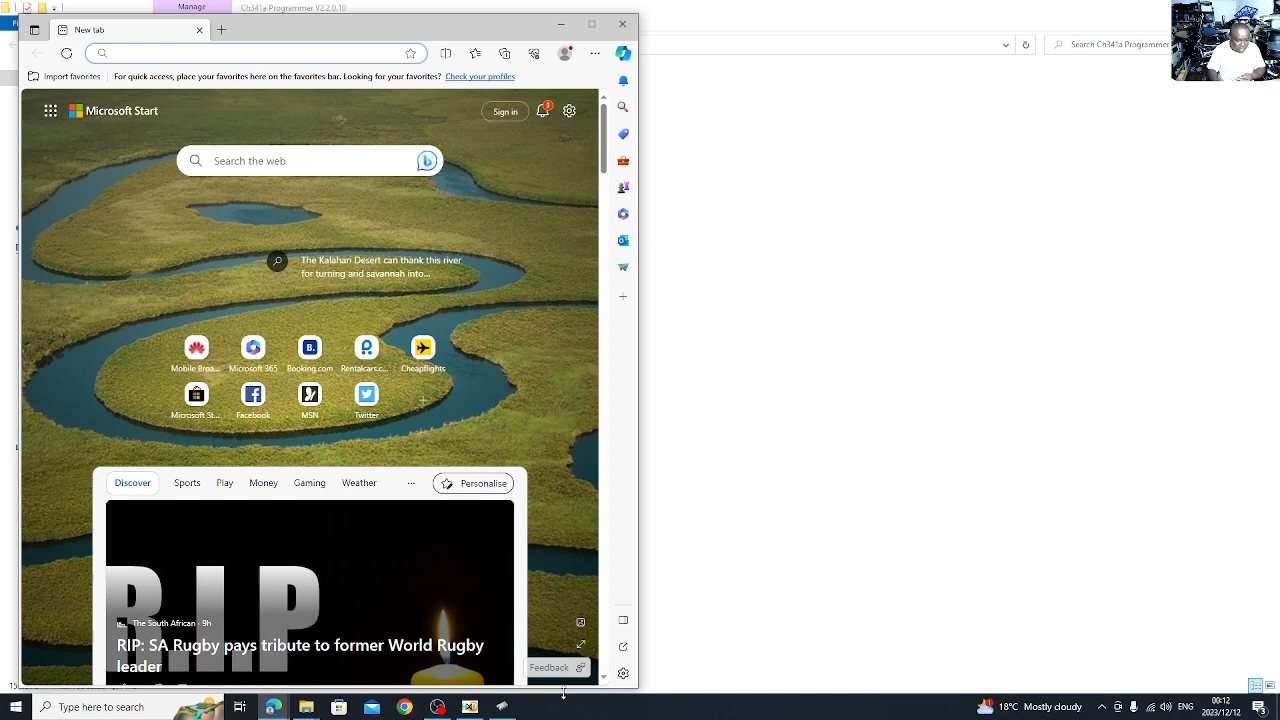 Manage
Ch341a Programmer V2.2.0.10
New tab
Search Ch341a Programmer
Import favorites
For quick access, place your favorites here on the favorites bar. Looking for your favorites? Check your profiles
Microsoft Start
Sign in
3
Search the web
The Kalahari Desert can thank this river
for turning arid savannah into...
Mobile Broa...
Microsoft 365
Booking.com
Rentalcars.c...
Cheapflights
Microsoft St...
Facebook
MSN
Twitter
Discover
Sports
Play
Money
Gaming
Weather
...
Personalise
R.I.P
The South African · 9h
RIP: SA Rugby pays tribute to former World Rugby
leader
Feedback
Type here to search
18°C Mostly cloudy
ENG
00:12
2023/12/12